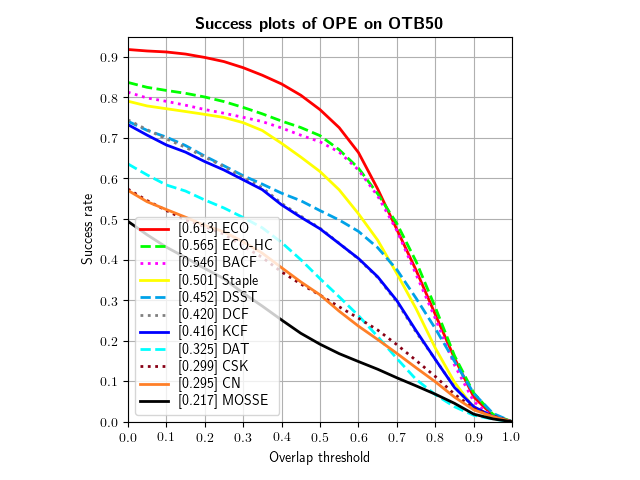 Success plots of OPE on OTB50
Success rate
0.9
0.8
0.7
0.6
0.5
0.4
0.3
0.2
0.1
0.0
[0.613] ECO
[0.565] ECO-HC
[0.546] BACF
[0.501] Staple
[0.452] DSST
[0.420] DCF
[0.416] KCF
[0.325] DAT
[0.299] CSK
[0.295] CN
[0.217] MOSSE
0.0 0.1 0.2 0.3 0.4 0.5 0.6 0.7 0.8 0.9 1.0
Overlap threshold